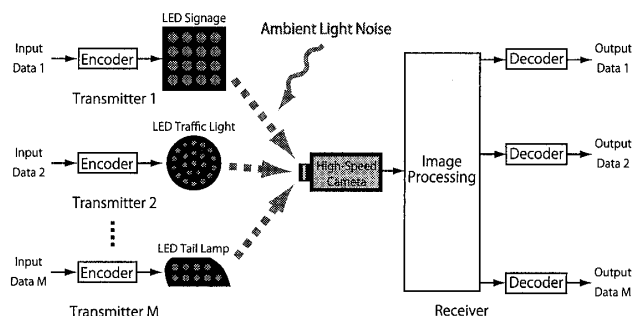 LED Signage
Ambient Light Noise
Input
Data 1
Encoder
Transmitter 1
Decoder
Output
Data 1
LED Traffic Light
Input
Data 2
Encoder
Transmitter 2
High-Speed
Camera
Image
Processing
Decoder
Output
Data 2
LED Tail Lamp
Input
Data M
Encoder
Transmitter M
Decoder
Output
Data M
Receiver